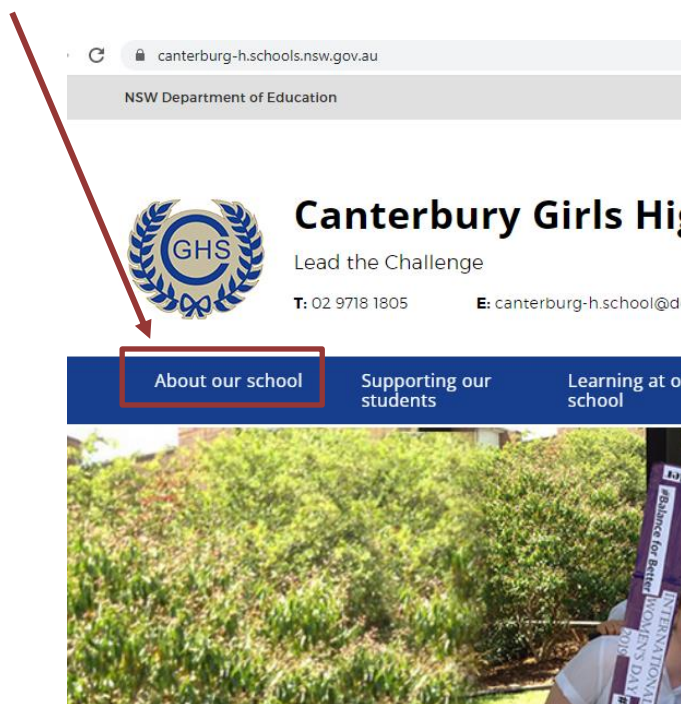 canterburg-h.schools.nsw.gov.au
NSW Department of Education
GHS
C
Canterbury Girls Hig
Lead the Challenge
T: 02 9718 1805 E: canterburg-h.school@d
About our school
Supporting our
students
Learning at o
school
#Balance for Better
INTERNATIONAL
WOMEN'S DAY
2019